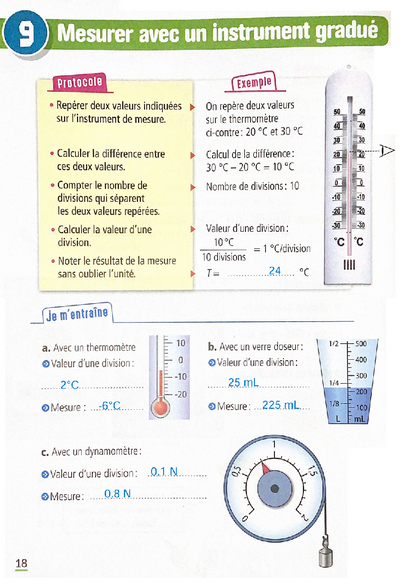 9 Mesurer avec un instrument gradué
Protocole
• Repérer deux valeurs indiquées
sur l'instrument de mesure.
• Calculer la différence entre
ces deux valeurs.
• Compter le nombre de
divisions qui séparent
les deux valeurs repérées.
• Calculer la valeur d'une
division.
• Noter le résultat de la mesure
sans oublier l'unité.
Exemple
On repère deux valeurs
sur le thermomètre
ci-contre: 20 °C et 30 °C
Calcul de la différence:
30 °C – 20 °C = 10 °C
Nombre de divisions: 10
Valeur d'une division:
10 °C
10 divisions
= 1 °C/division
T = 24 °C
50 50
40 40
30 30
20 20
10 10
0 0
-10 -10
-20 -20
-30 -30
°C °C
Je m'entraîne
a. Avec un thermomètre
Valeur d'une division:
2°C
Mesure: -6°C
10
0
-10
-20
b. Avec un verre doseur:
Valeur d'une division:
25 mL
Mesure: 225 mL
1/2 500
400
300
1/4
200
1/8
100
L mL
c. Avec un dynamomètre:
Valeur d'une division: 0.1 N
Mesure: 0,8 N
0
0,5
1
1,5
2
18